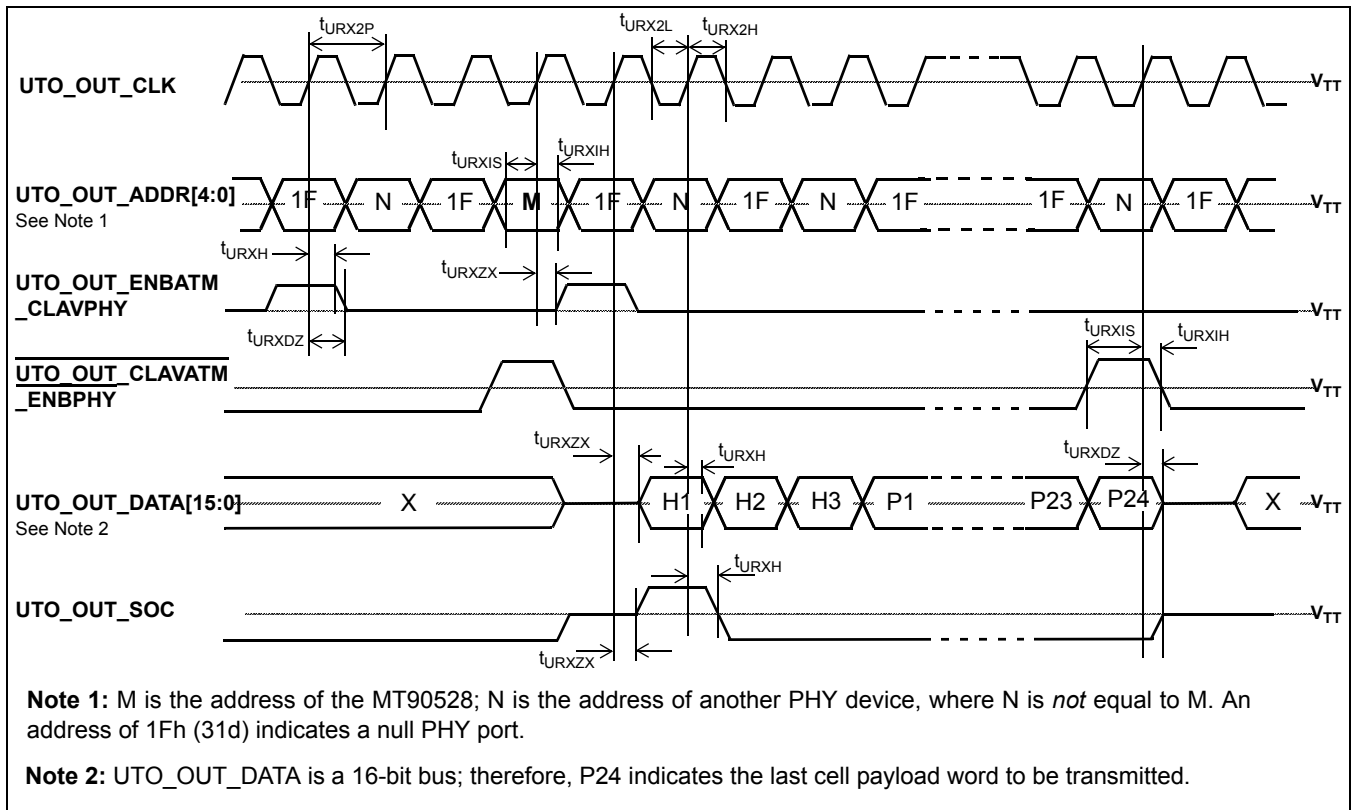 tURX2P tURX2L tURX2H
UTO_OUT_CLK VTT
tURXIS tURXIH
UTO_OUT_ADDR[4:0] 1F N 1F M 1F N 1F N 1F 1F N 1F VTT
See Note 1
tURXH tURXZX
UTO_OUT_ENBATM
_CLAVPHY VTT
tURXDZ tURXIS tURXIH
UTO_OUT_CLAVATM
_ENBPHY VTT
tURXZX tURXH tURXDZ
UTO_OUT_DATA[15:0] X H1 H2 H3 P1 P23 P24 X VTT
See Note 2
tURXH
UTO_OUT_SOC VTT
tURXZX
Note 1: M is the address of the MT90528; N is the address of another PHY device, where N is not equal to M. An
address of 1Fh (31d) indicates a null PHY port.
Note 2: UTO_OUT_DATA is a 16-bit bus; therefore, P24 indicates the last cell payload word to be transmitted.